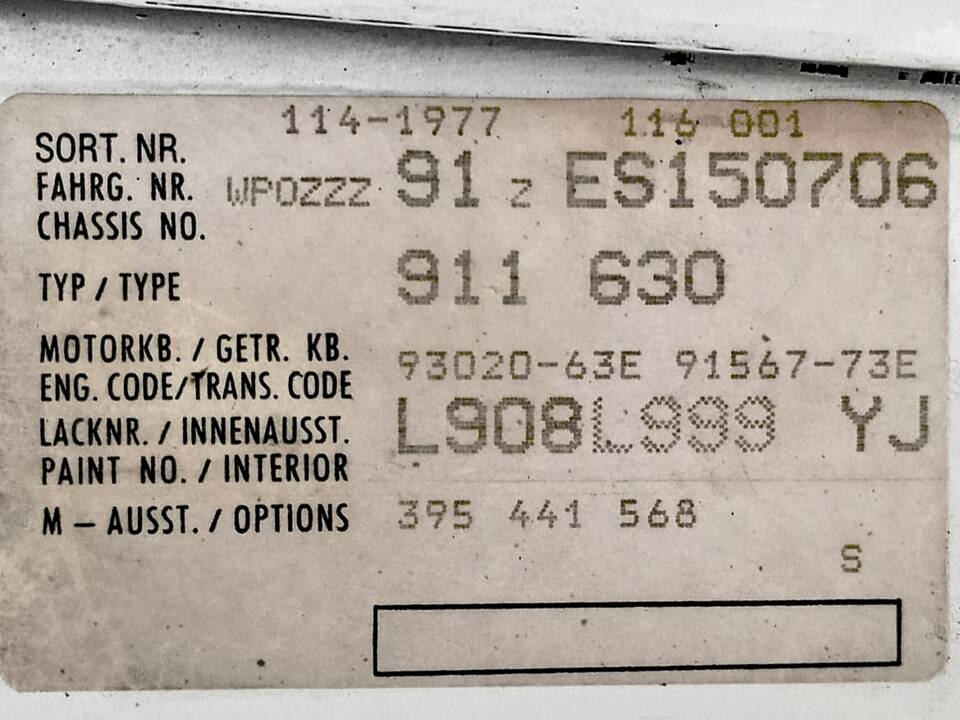 114-1977 116 001
SORT. NR.
FAHRG. NR. WPOZZZ 91 Z ES150706
CHASSIS NO.
TYP / TYPE 911 630
MOTORKB. / GETR. KB. 93020-63E 91567-73E
ENG. CODE/TRANS. CODE
LACKNR. / INNENAUSST. L908L999 YJ
PAINT NO. / INTERIOR
M – AUSST. / OPTIONS 395 441 568
S